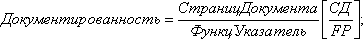 Документированность = СтраницДокумента / ФункцУказатель [СД / FP],